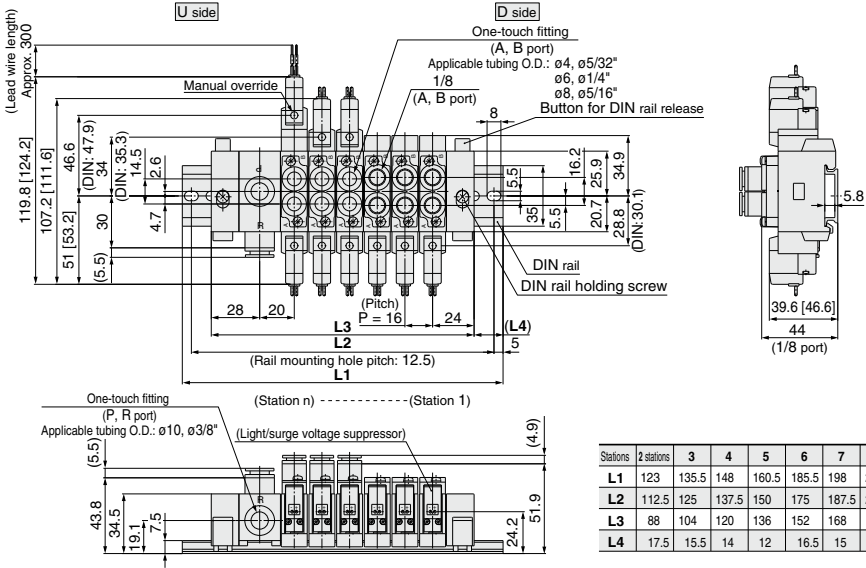 U side
D side
(Lead wire length)
Approx. 300
Manual override
One-touch fitting
(A, B port)
Applicable tubing O.D.: ø4, ø5/32"
ø6, ø1/4"
ø8, ø5/16"
1/8
(A, B port)
Button for DIN rail release
8
119.8 [124.2]
107.2 [111.6]
51 [53.2]
46.6
(DIN: 47.9)
34
(DIN: 35.3)
14.5
2.6
4.7
30
(5.5)
P
R
B
A
5.5
35
5.5
16.2
25.9
20.7
34.9
28.8
(DIN:30.1)
5.8
DIN rail
DIN rail holding screw
28
20
(Pitch)
P = 16
24
L3
(L4)
L2
5
(Rail mounting hole pitch: 12.5)
L1
39.6 [46.6]
44
(1/8 port)
(Station n) ------------ (Station 1)
One-touch fitting
(P, R port)
Applicable tubing O.D.: ø10, ø3/8"
(Light/surge voltage suppressor)
(5.5)
43.8
34.5
19.1
7.5
R
(4.9)
51.9
24.2
Stations 2 stations 3 4 5 6 7
L1 123 135.5 148 160.5 185.5 198
L2 112.5 125 137.5 150 175 187.5
L3 88 104 120 136 152 168
L4 17.5 15.5 14 12 16.5 15